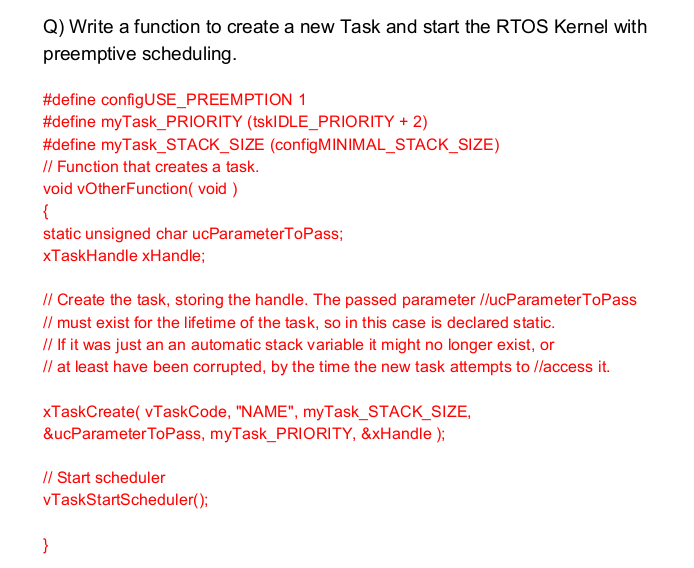 Q) Write a function to create a new Task and start the RTOS Kernel with
preemptive scheduling.
#define configUSE_PREEMPTION 1
#define myTask_PRIORITY (tskIDLE_PRIORITY + 2)
#define myTask_STACK_SIZE (configMINIMAL_STACK_SIZE)
// Function that creates a task.
void vOtherFunction( void )
{
static unsigned char ucParameterToPass;
xTaskHandle xHandle;
// Create the task, storing the handle. The passed parameter //ucParameterToPass
// must exist for the lifetime of the task, so in this case is declared static.
// If it was just an an automatic stack variable it might no longer exist, or
// at least have been corrupted, by the time the new task attempts to //access it.
xTaskCreate( vTaskCode, "NAME", myTask_STACK_SIZE,
&ucParameterToPass, myTask_PRIORITY, &xHandle );
// Start scheduler
vTaskStartScheduler();
}